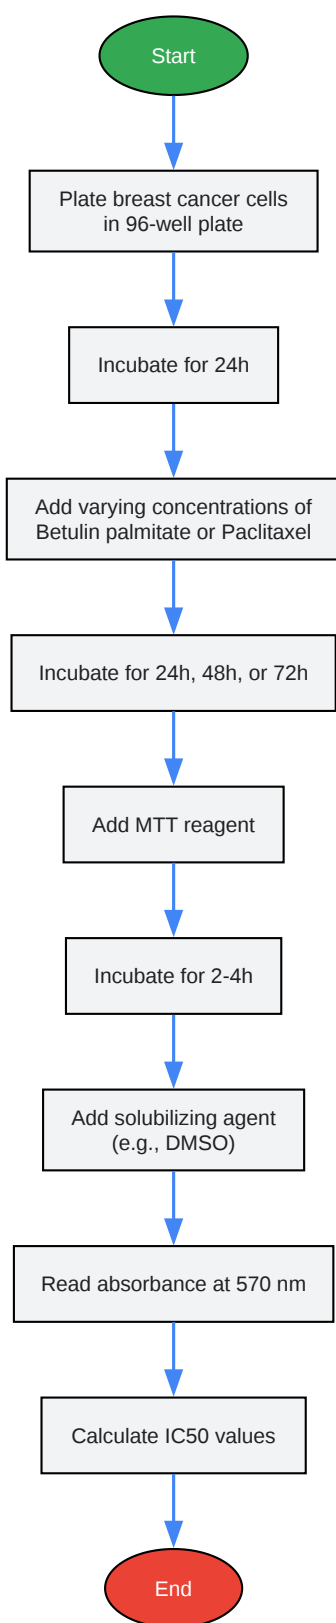 Start
Plate breast cancer cells
in 96-well plate
Incubate for 24h
Add varying concentrations of
Betulin palmitate or Paclitaxel
Incubate for 24h, 48h, or 72h
Add MTT reagent
Incubate for 2-4h
Add solubilizing agent
(e.g., DMSO)
Read absorbance at 570 nm
Calculate IC50 values
End